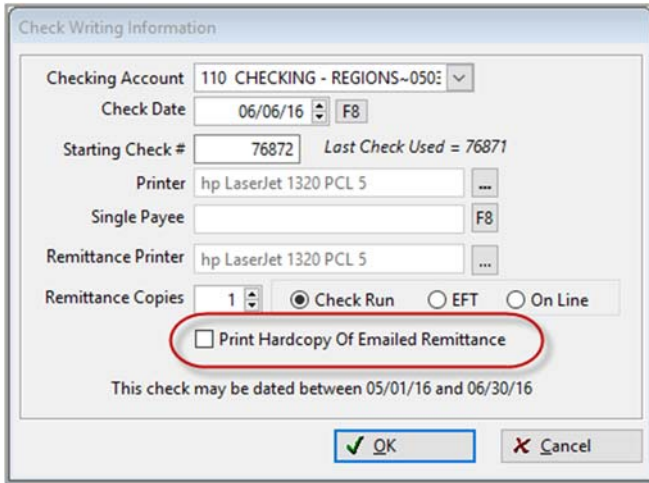 Check Writing Information
Checking Account 110 CHECKING - REGIONS~0503
Check Date 06/06/16 F8
Starting Check # 76872 Last Check Used = 76871
Printer hp LaserJet 1320 PCL 5 ...
Single Payee F8
Remittance Printer hp LaserJet 1320 PCL 5 ...
Remittance Copies 1 Check Run EFT On Line
Print Hardcopy Of Emailed Remittance
This check may be dated between 05/01/16 and 06/30/16
OK Cancel